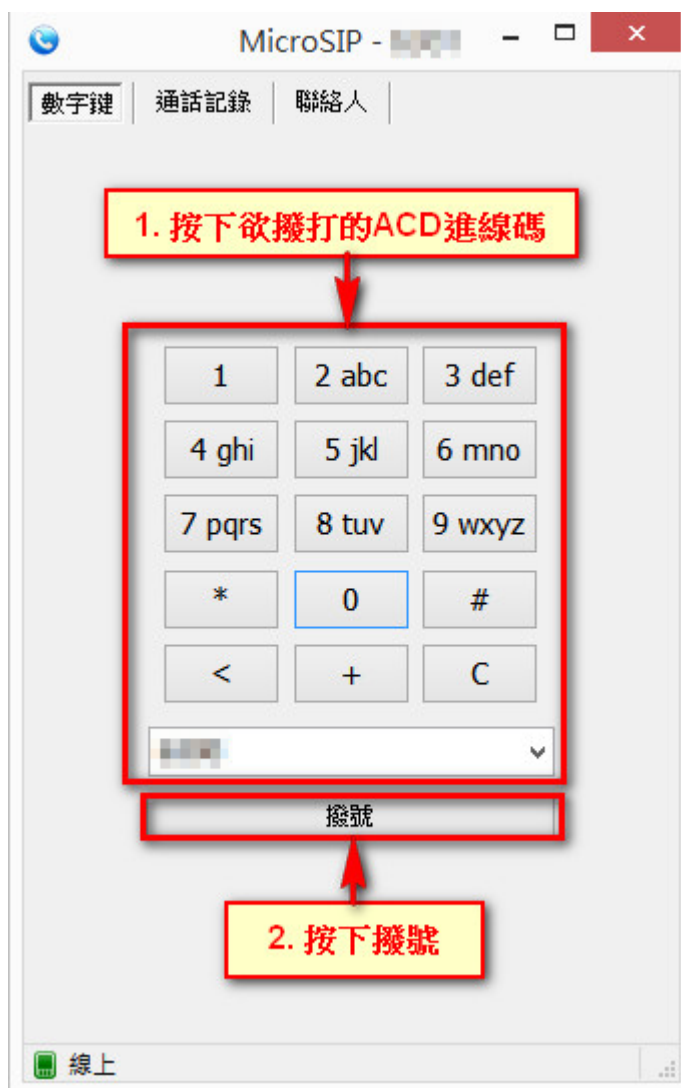 MicroSIP -
數字鍵 通話記錄 聯絡人
1. 按下欲撥打的ACD進線碼
1 2 abc 3 def
4 ghi 5 jkl 6 mno
7 pqrs 8 tuv 9 wxyz
* 0 #
< + C
撥號
2. 按下撥號
線上